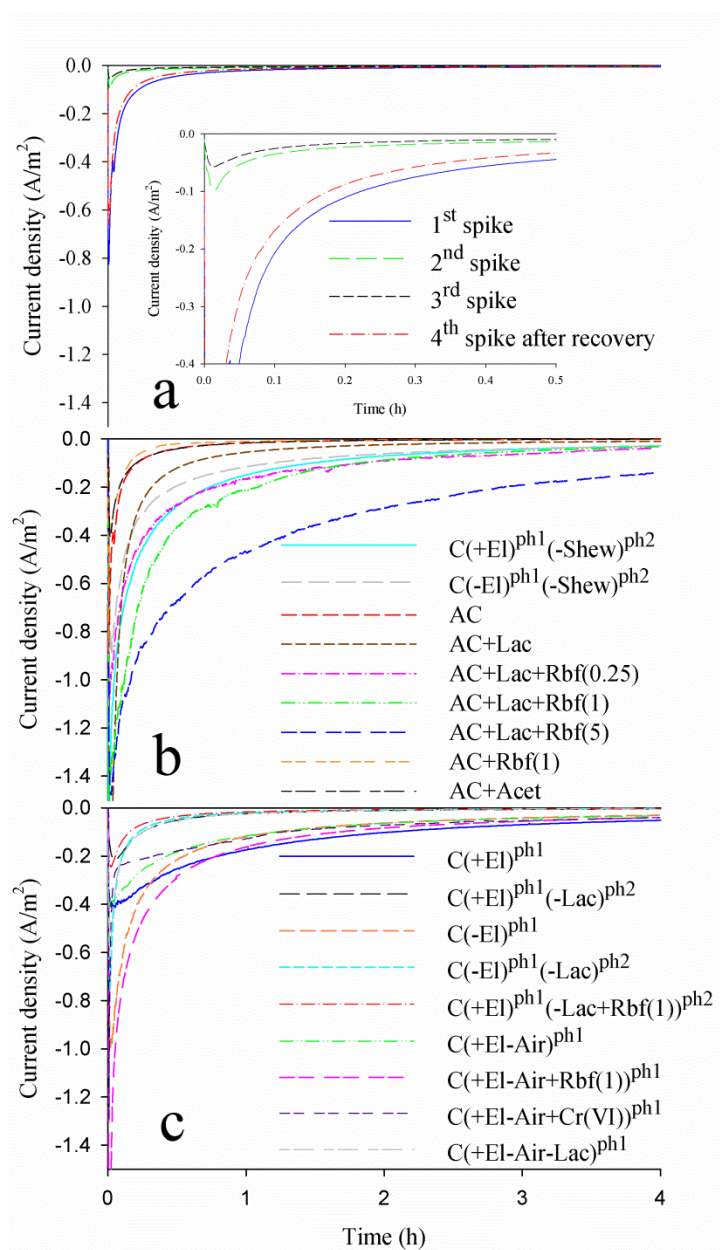 0.0
-0.2
-0.4
-0.6
-0.8
-1.0
-1.2
-1.4
Current density (A/m²)
a
0.0
-0.1
-0.2
-0.3
-0.4
Current density (A/m²)
1st spike
2nd spike
3rd spike
4th spike after recovery
0.0 0.1 0.2 0.3 0.4 0.5
Time (h)
0.0
-0.2
-0.4
-0.6
-0.8
-1.0
-1.2
-1.4
Current density (A/m²)
b
C(+El)ph1(-Shew)ph2
C(-El)ph1(-Shew)ph2
AC
AC+Lac
AC+Lac+Rbf(0.25)
AC+Lac+Rbf(1)
AC+Lac+Rbf(5)
AC+Rbf(1)
AC+Acet
0.0
-0.2
-0.4
-0.6
-0.8
-1.0
-1.2
-1.4
Current density (A/m²)
c
C(+El)ph1
C(+El)ph1(-Lac)ph2
C(-El)ph1
C(-El)ph1(-Lac)ph2
C(+El)ph1(-Lac+Rbf(1))ph2
C(+El-Air)ph1
C(+El-Air+Rbf(1))ph1
C(+El-Air+Cr(VI))ph1
C(+El-Air-Lac)ph1
0 1 2 3 4
Time (h)